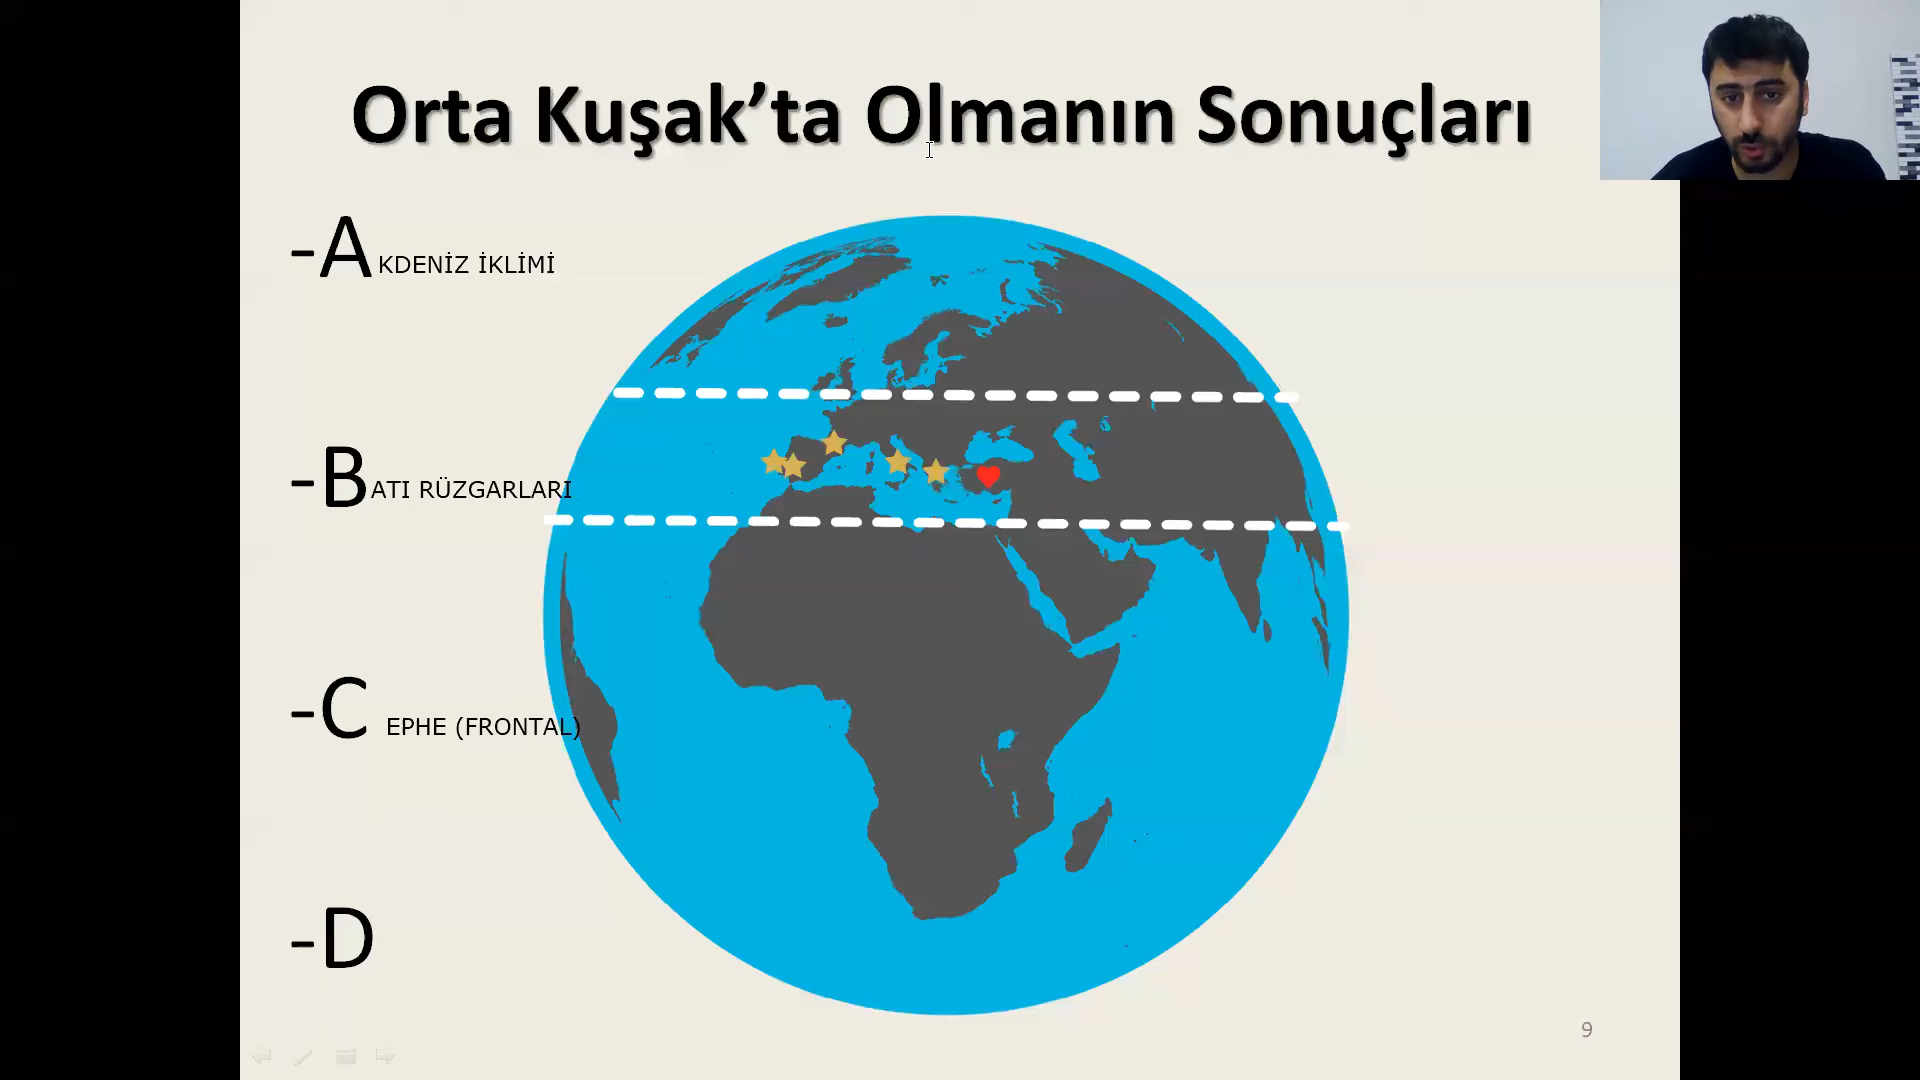 Orta Kuşak’ta Olmanın Sonuçları
-AKDENİZ İKLİMİ
-BATI RÜZGARLARI
-C EPHE (FRONTAL)
-D
9